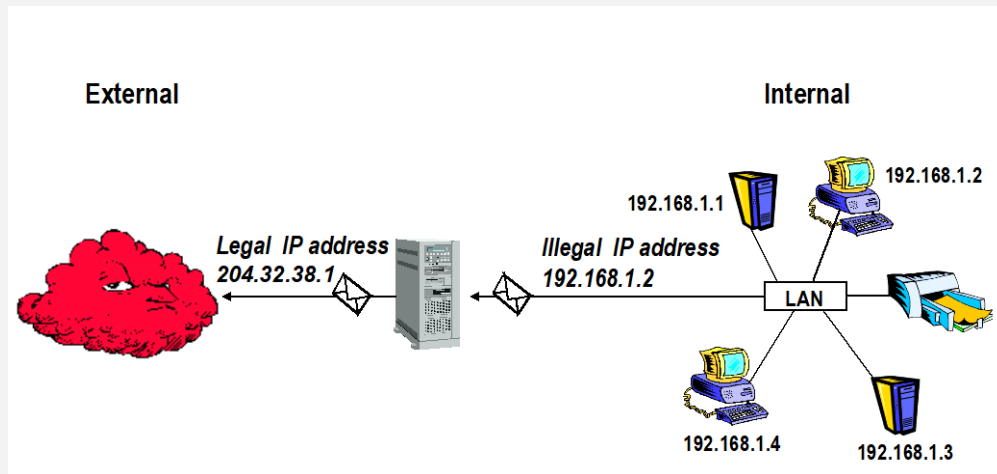 External
Internal
192.168.1.2
192.168.1.1
Legal IP address
204.32.38.1
Illegal IP address
192.168.1.2
LAN
192.168.1.4
192.168.1.3